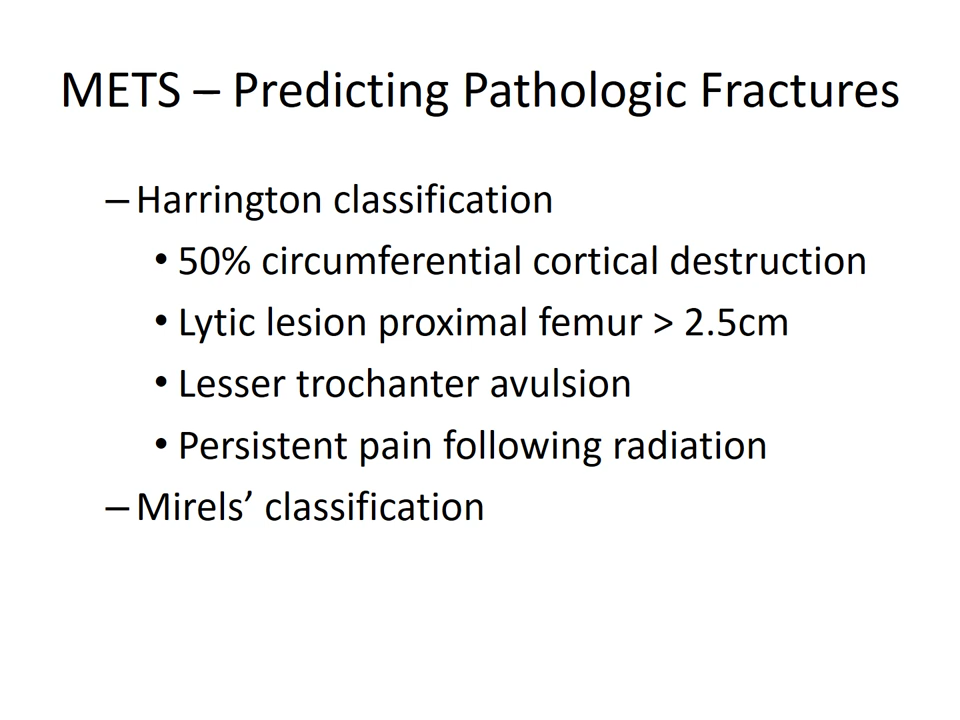 METS – Predicting Pathologic Fractures
– Harrington classification
• 50% circumferential cortical destruction
• Lytic lesion proximal femur > 2.5cm
• Lesser trochanter avulsion
• Persistent pain following radiation
– Mirels’ classification